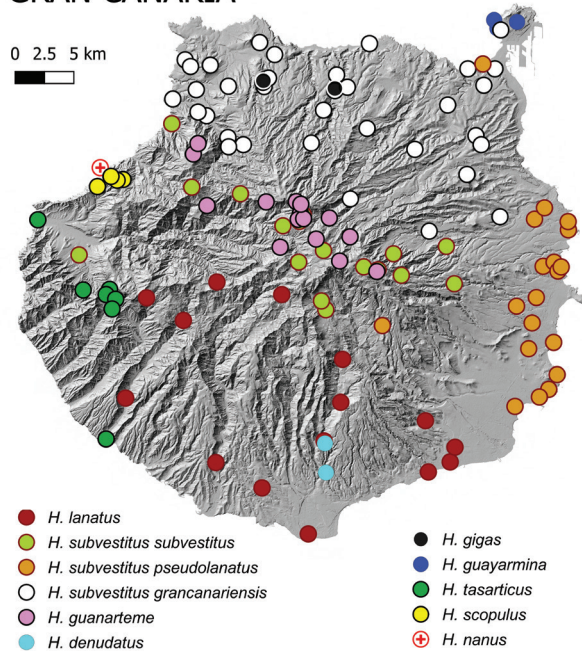 GRAN CANARIA
0 2.5 5 km
H. lanatus
H. subvestitus subvestitus
H. subvestitus pseudolanatus
H. subvestitus grancanariensis
H. guanarteme
H. denudatus
H. gigas
H. guayarmina
H. tasarticus
H. scopulus
H. nanus